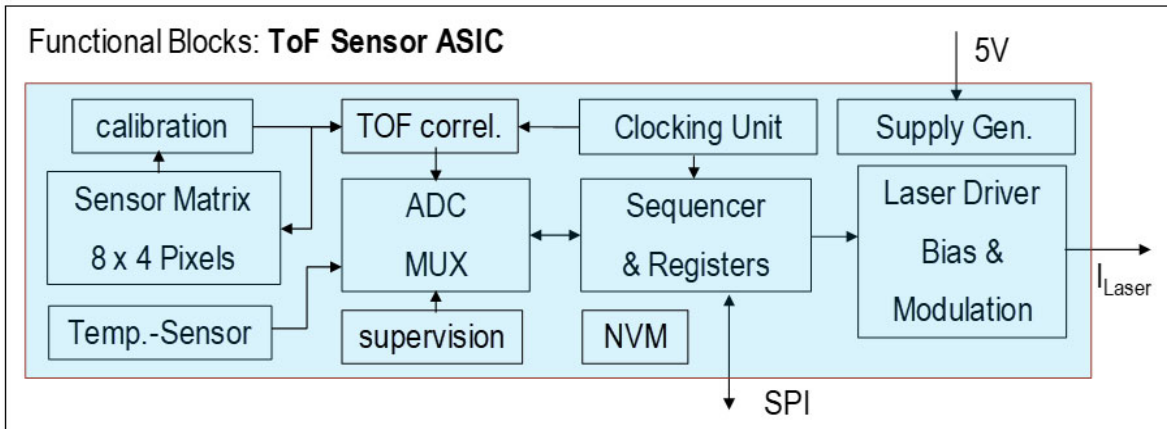 Functional Blocks: ToF Sensor ASIC
5V
calibration
TOF correl.
Clocking Unit
Supply Gen.
Sensor Matrix
8 x 4 Pixels
ADC
MUX
Sequencer
& Registers
Laser Driver
Bias &
Modulation
I Laser
Temp.-Sensor
supervision
NVM
SPI